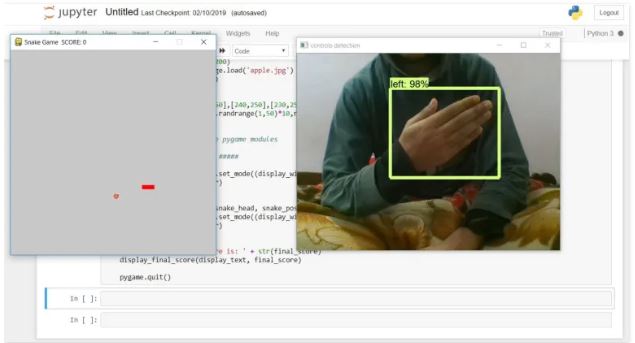 jupyter Untitled Last Checkpoint: 02/10/2019 (autosaved)
Logout
File Edit View Insert Cell Kernel Widgets Help
Trusted
Python 3
Code
Snake Game SCORE: 0
controls detection
left: 98%
200)
ge.load('apple.jpg')
50],[240,250],[230,25
.randrange(1,50)*10,r
pygame modules
#####
.set_mode((display_wi
snake_head, snake_pos
.set_mode((display_wi
re is: ' + str(final_score)
display_final_score(display_text, final_score)
pygame.quit()
In [ ]:
In [ ]: